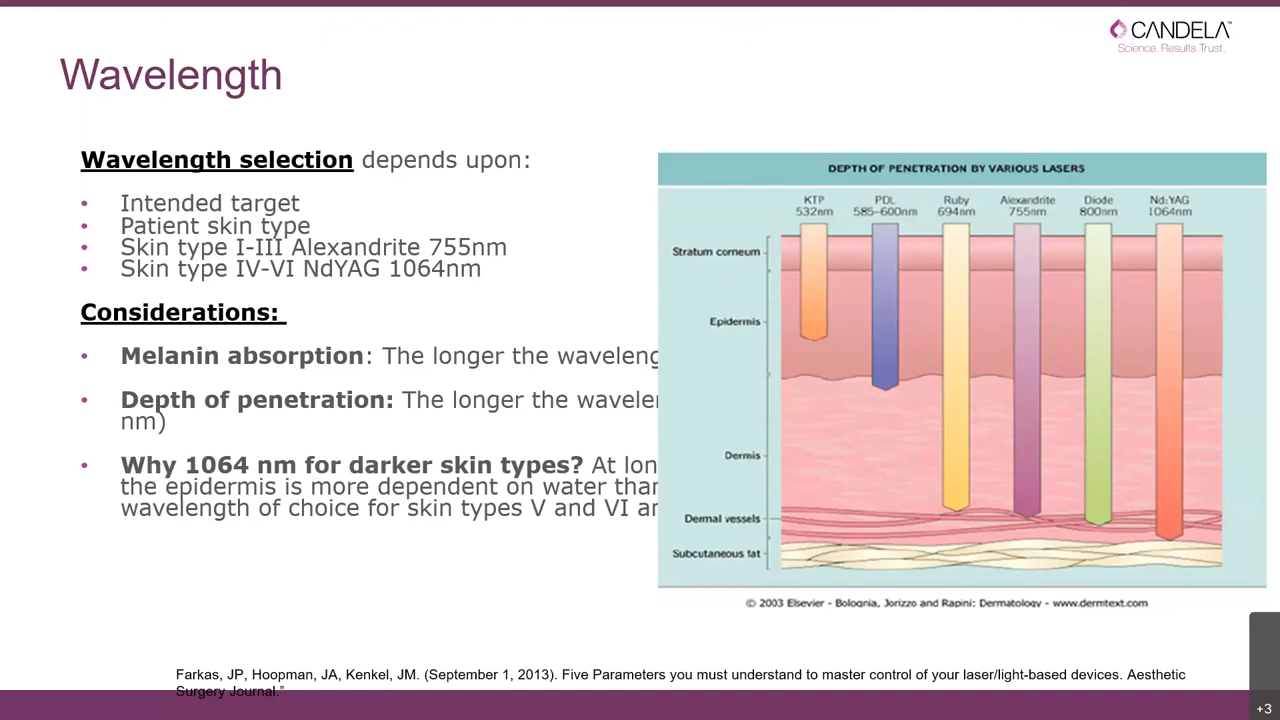 CANDELA™
Science. Results. Trust.
Wavelength
Wavelength selection depends upon:
• Intended target
• Patient skin type
• Skin type I-III Alexandrite 755nm
• Skin type IV-VI NdYAG 1064nm
Considerations:
• Melanin absorption: The longer the waveleng
• Depth of penetration: The longer the wavele
nm)
• Why 1064 nm for darker skin types? At lon
the epidermis is more dependent on water than
wavelength of choice for skin types V and VI ar
DEPTH OF PENETRATION BY VARIOUS LASERS
KTP PDL Ruby Alexandrite Diode Nd:YAG
532nm 585–600nm 694nm 755nm 800nm 1064nm
Stratum corneum
Epidermis
Dermis
Dermal vessels
Subcutaneous fat
© 2003 Elsevier - Bolognia, Jorizzo and Rapini: Dermatology - www.dermtext.com
Farkas, JP, Hoopman, JA, Kenkel, JM. (September 1, 2013). Five Parameters you must understand to master control of your laser/light-based devices. Aesthetic
Surgery Journal."
+3